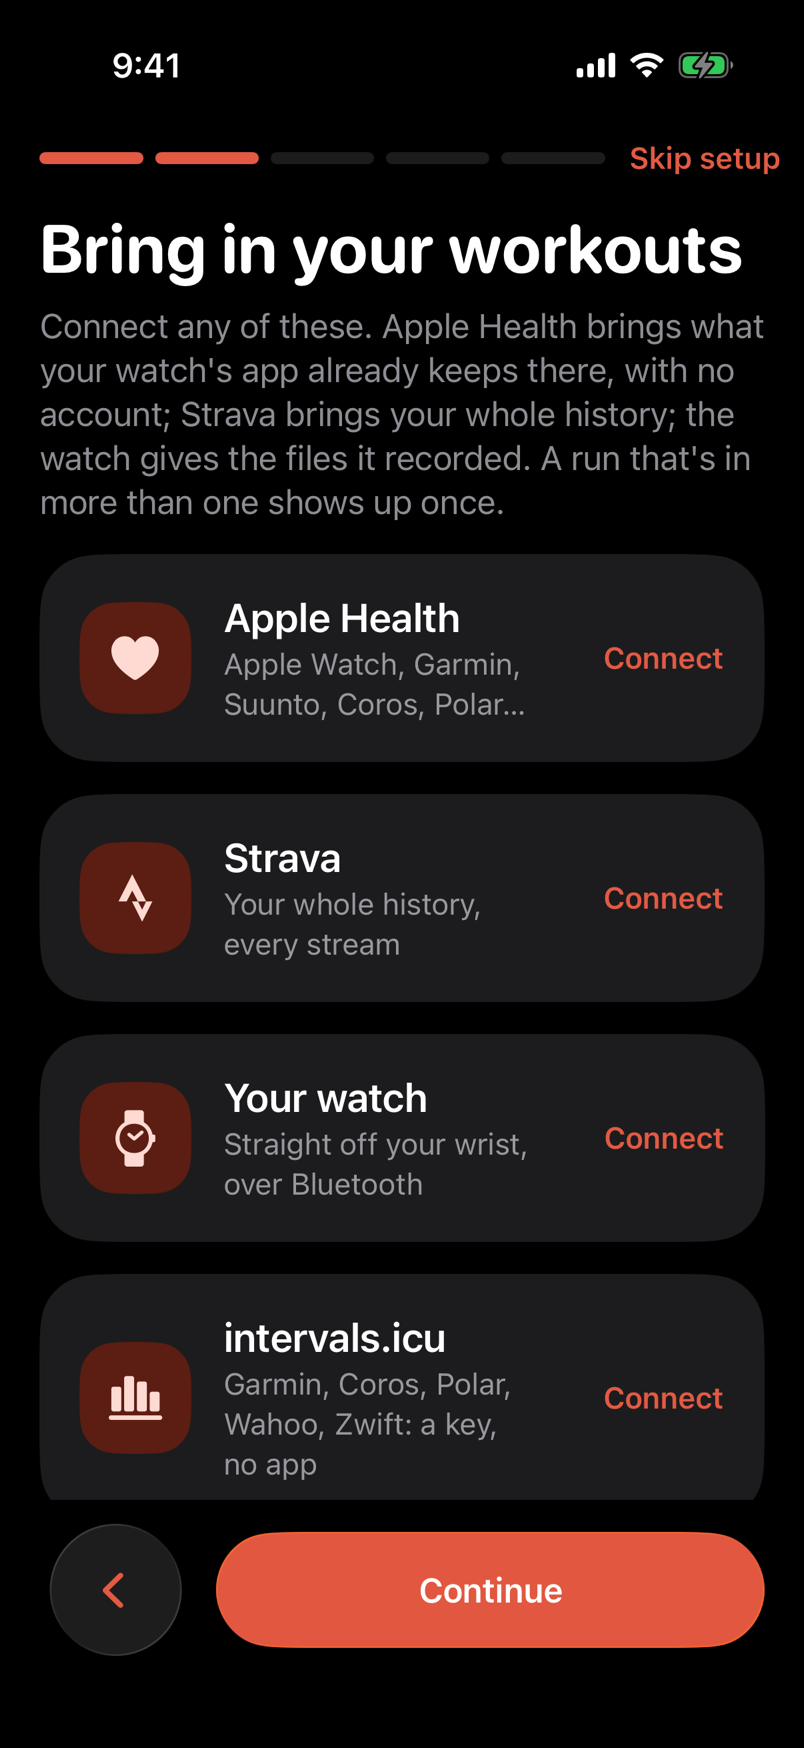 9:41
Skip setup
Bring in your workouts
Connect any of these. Apple Health brings what
your watch's app already keeps there, with no
account; Strava brings your whole history; the
watch gives the files it recorded. A run that's in
more than one shows up once.
Apple Health
Apple Watch, Garmin,
Suunto, Coros, Polar...
Connect
Strava
Your whole history,
every stream
Connect
Your watch
Straight off your wrist,
over Bluetooth
Connect
intervals.icu
Garmin, Coros, Polar,
Wahoo, Zwift: a key,
no app
Connect
Continue